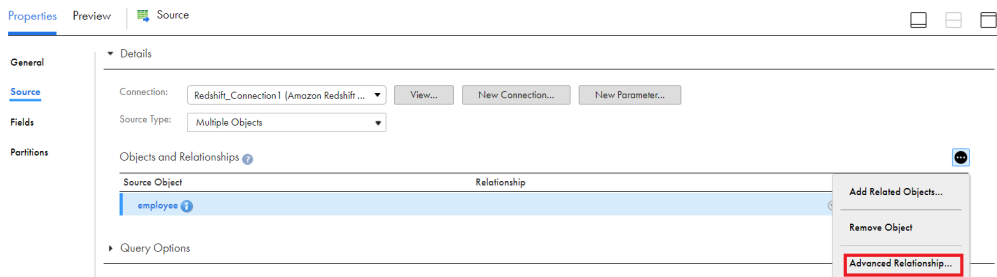 Properties Preview Source
General
Source
Fields
Partitions
Details
Connection: Redshift_Connection1 (Amazon Redshift ... View... New Connection... New Parameter...
Source Type: Multiple Objects
Objects and Relationships
Source Object Relationship
employee
Add Related Objects...
Remove Object
Advanced Relationship...
Query Options